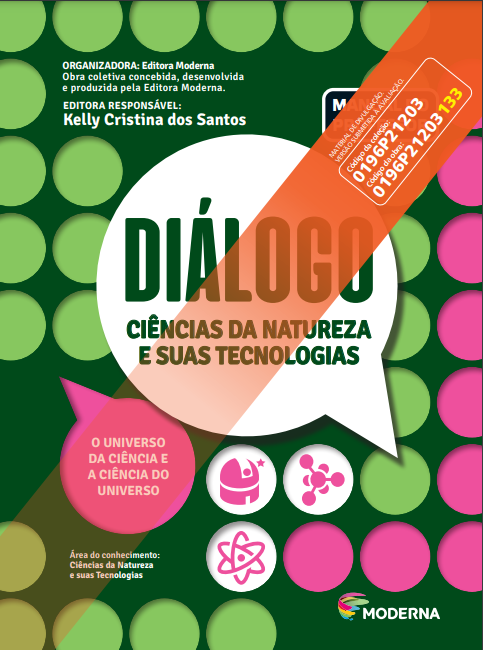 ORGANIZADORA: Editora Moderna
Obra coletiva concebida, desenvolvida
e produzida pela Editora Moderna.
EDITORA RESPONSÁVEL:
Kelly Cristina dos Santos
MATERIAL DE DIVULGAÇÃO.
VERSÃO SUBMETIDA À AVALIAÇÃO.
Código da coleção:
0196P21203
Código da obra:
0196P21203133
DIÁLOGO
CIÊNCIAS DA NATUREZA
E SUAS TECNOLOGIAS
O UNIVERSO
DA CIÊNCIA E
A CIÊNCIA DO
UNIVERSO
Área do conhecimento:
Ciências da Natureza
e suas Tecnologias
MODERNA